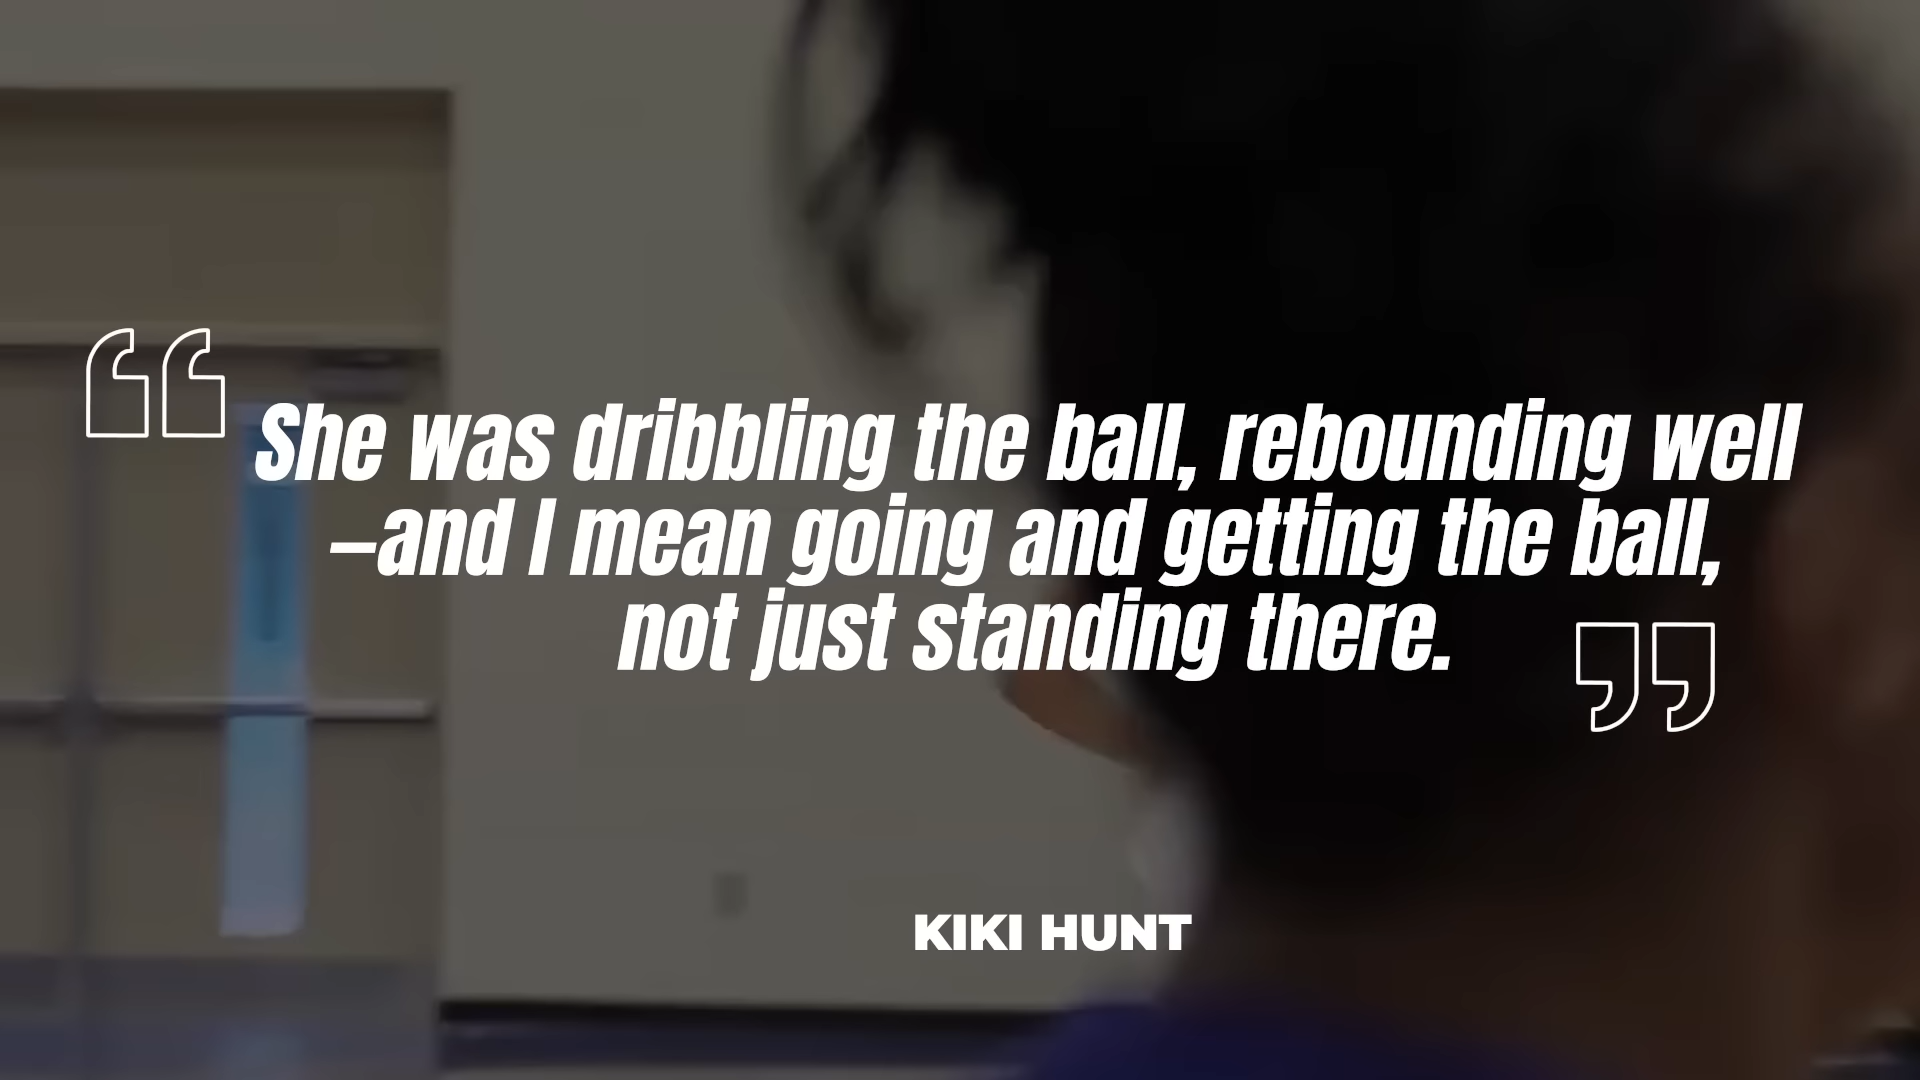 “She was dribbling the ball, rebounding well
–and I mean going and getting the ball,
not just standing there.”
KIKI HUNT